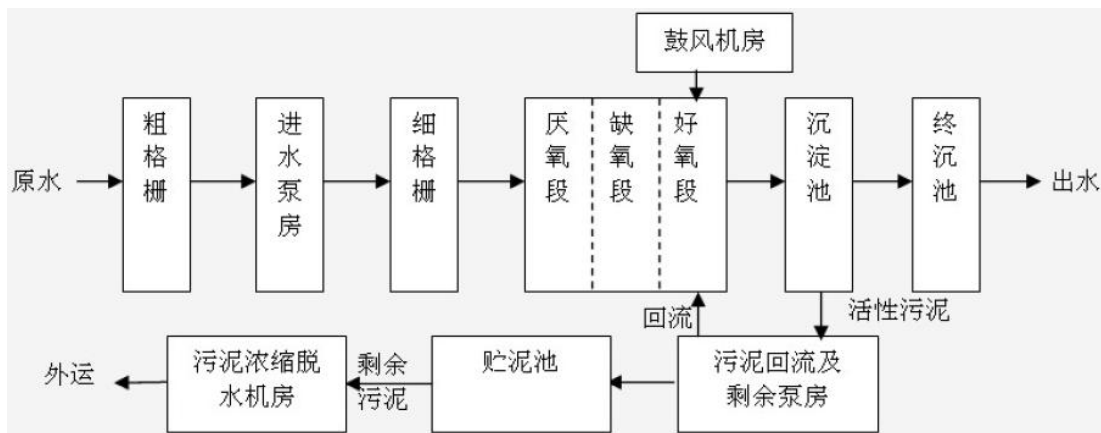 鼓风机房
原水
粗格栅
进水泵房
细格栅
厌氧段
缺氧段
好氧段
沉淀池
终沉池
出水
回流
活性污泥
外运
污泥浓缩脱
水机房
剩余
污泥
贮泥池
污泥回流及
剩余泵房